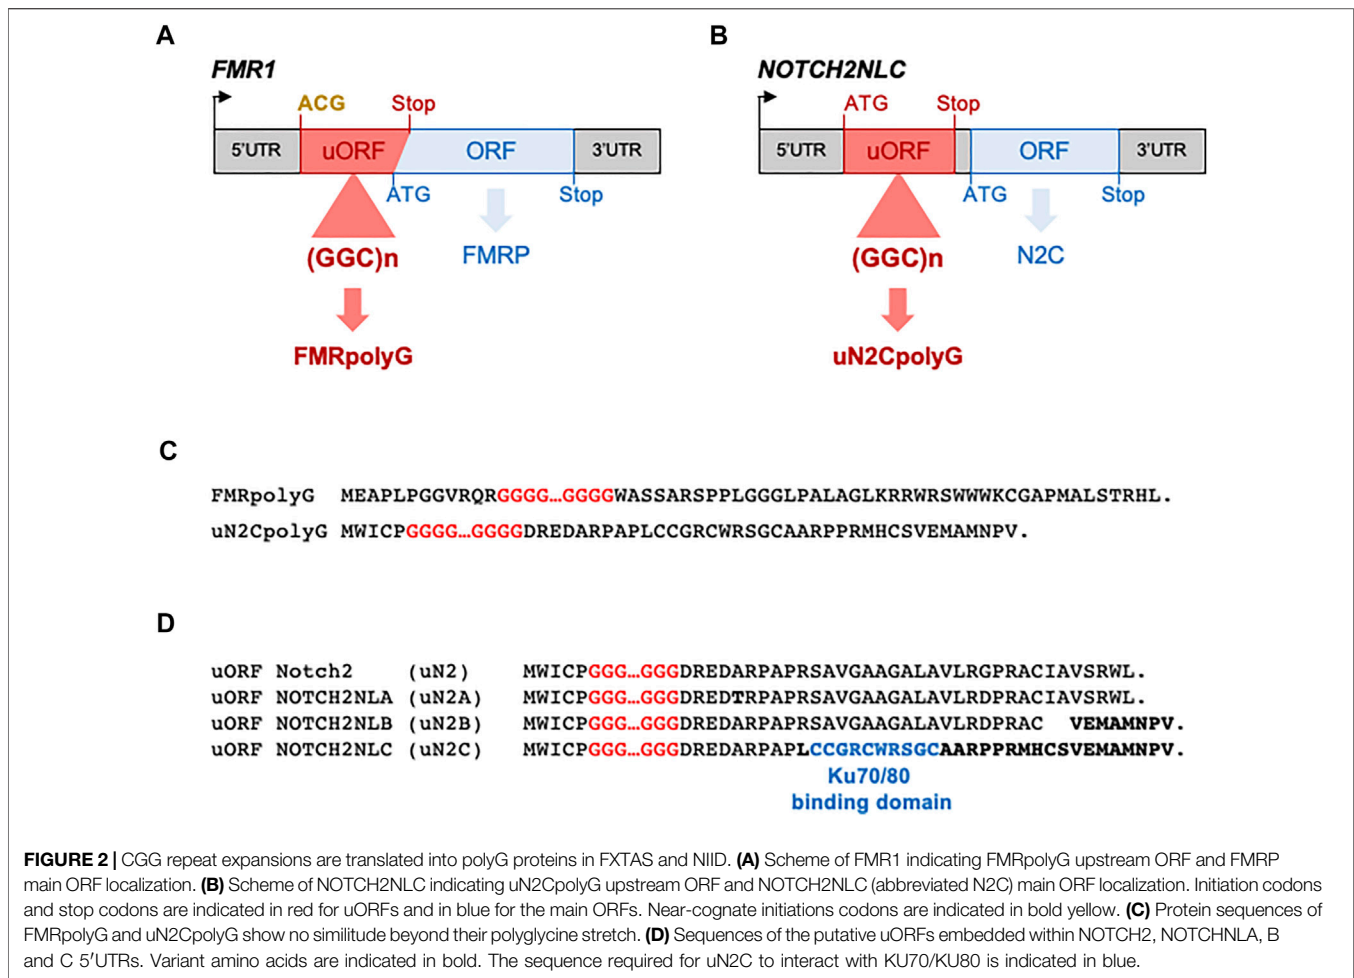 A
B
FMR1
NOTCH2NLC
ACG
Stop
ATG
Stop
5'UTR
uORF
ORF
3'UTR
5'UTR
uORF
ORF
3'UTR
ATG
Stop
ATG
Stop
(GGC)n
FMRP
(GGC)n
N2C
FMRpolyG
uN2CpolyG
C
FMRpolyG MEAPLPGGVRQRGGGG…GGGGWASSARSPPLGGGLPALAGLKRRWRSWWWKCGAPMALSTRHL.
uN2CpolyG MWICPGGGG…GGGGDREDARPAPLCCGRCWRSGCAARPPRMHCSVEMAMNPV.
D
uORF Notch2 (uN2) MWICPGGG…GGGDREDARPAPRSAVGAAGALAVLRGPRACIAVSRWL.
uORF NOTCH2NLA (uN2A) MWICPGGG…GGGDREDTRPAPRSAVGAAGALAVLRDPRACIAVSRWL.
uORF NOTCH2NLB (uN2B) MWICPGGG…GGGDREDARPAPRSAVGAAGALAVLRDPRAC VEMAMNPV.
uORF NOTCH2NLC (uN2C) MWICPGGG…GGGDREDARPAPLCCGRCWRSGCAARPPRMHCSVEMAMNPV.
Ku70/80
binding domain
FIGURE 2 | CGG repeat expansions are translated into polyG proteins in FXTAS and NIID. (A) Scheme of FMR1 indicating FMRpolyG upstream ORF and FMRP
main ORF localization. (B) Scheme of NOTCH2NLC indicating uN2CpolyG upstream ORF and NOTCH2NLC (abbreviated N2C) main ORF localization. Initiation codons
and stop codons are indicated in red for uORFs and in blue for the main ORFs. Near-cognate initiations codons are indicated in bold yellow. (C) Protein sequences of
FMRpolyG and uN2CpolyG show no similitude beyond their polyglycine stretch. (D) Sequences of the putative uORFs embedded within NOTCH2, NOTCHNLA, B
and C 5′UTRs. Variant amino acids are indicated in bold. The sequence required for uN2C to interact with KU70/KU80 is indicated in blue.